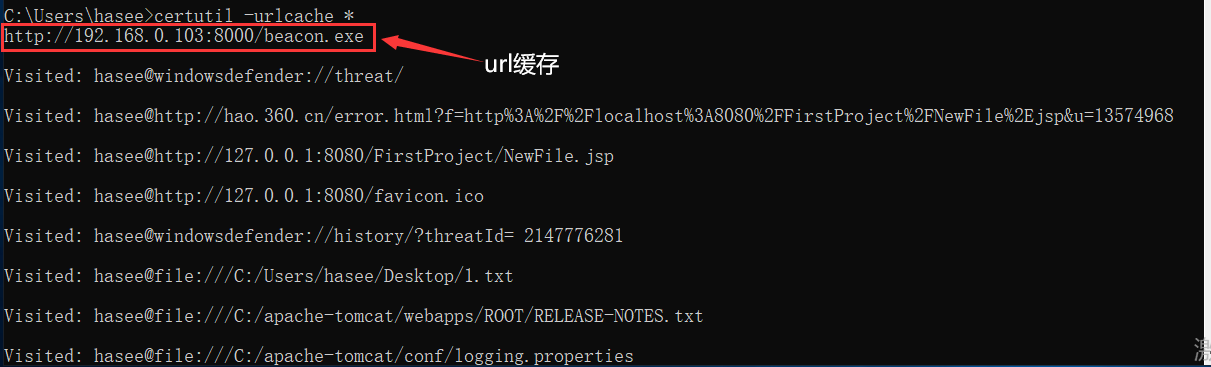 C:\Users\hasee>certutil -urlcache *
http://192.168.0.103:8000/beacon.exe
url缓存
Visited: hasee@windowsdefender://threat/
Visited: hasee@http://hao.360.cn/error.html?f=http%3A%2F%2Flocalhost%3A8080%2FFirstProject%2FNewFile%2Ejsp&u=13574968
Visited: hasee@http://127.0.0.1:8080/FirstProject/NewFile.jsp
Visited: hasee@http://127.0.0.1:8080/favicon.ico
Visited: hasee@windowsdefender://history/?threatId= 2147776281
Visited: hasee@file:///C:/Users/hasee/Desktop/1.txt
Visited: hasee@file:///C:/apache-tomcat/webapps/ROOT/RELEASE-NOTES.txt
Visited: hasee@file:///C:/apache-tomcat/conf/logging.properties